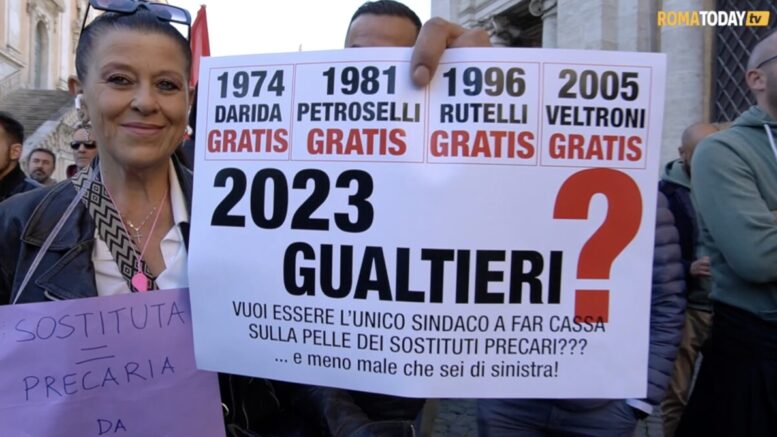 ROMATODAY.tv
1974 1981 1996 2005
DARIDA PETROSELLI RUTELLI VELTRONI
GRATIS GRATIS GRATIS GRATIS
2023
GUALTIERI?
VUOI ESSERE L'UNICO SINDACO A FAR CASSA
SULLA PELLE DEI SOSTITUTI PRECARI???
... e meno male che sei di sinistra!
SOSTITUTA
=
PRECARIA
DA